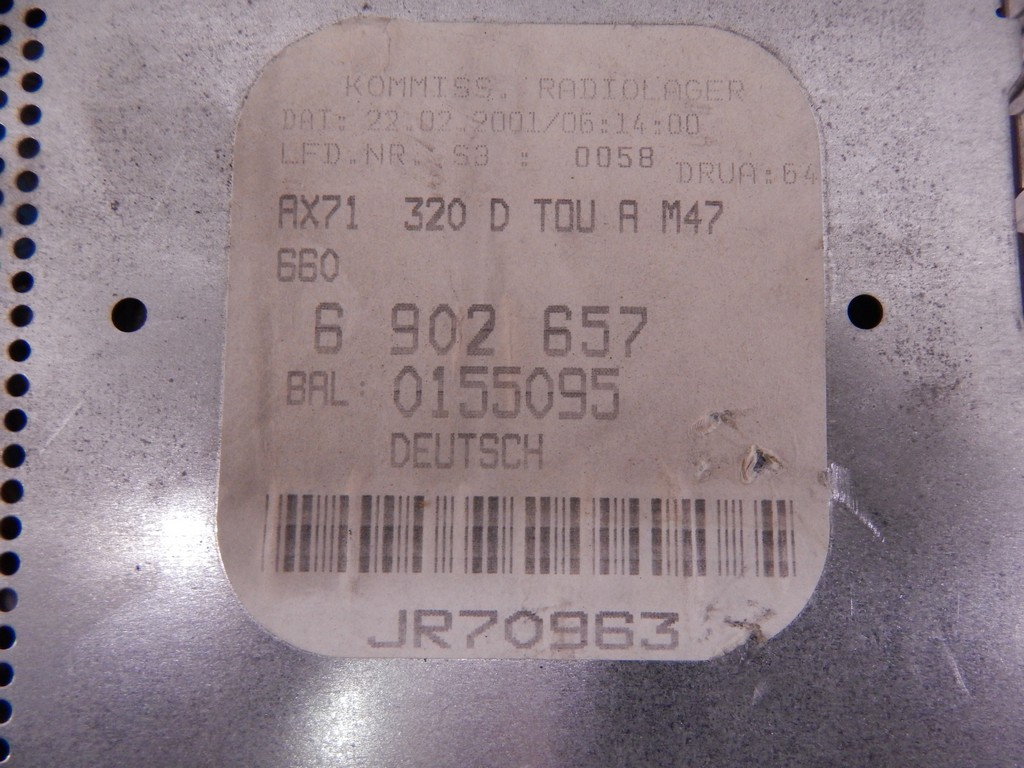 KOMMISS. RADIOLAGER
DAT: 22.02.2001/06:14:00
LFD.NR. S3 : 0058 DRUA:64
AX71 320 D TOU A M47
660
6 902 657
BAL: 0155095
DEUTSCH
JR70963